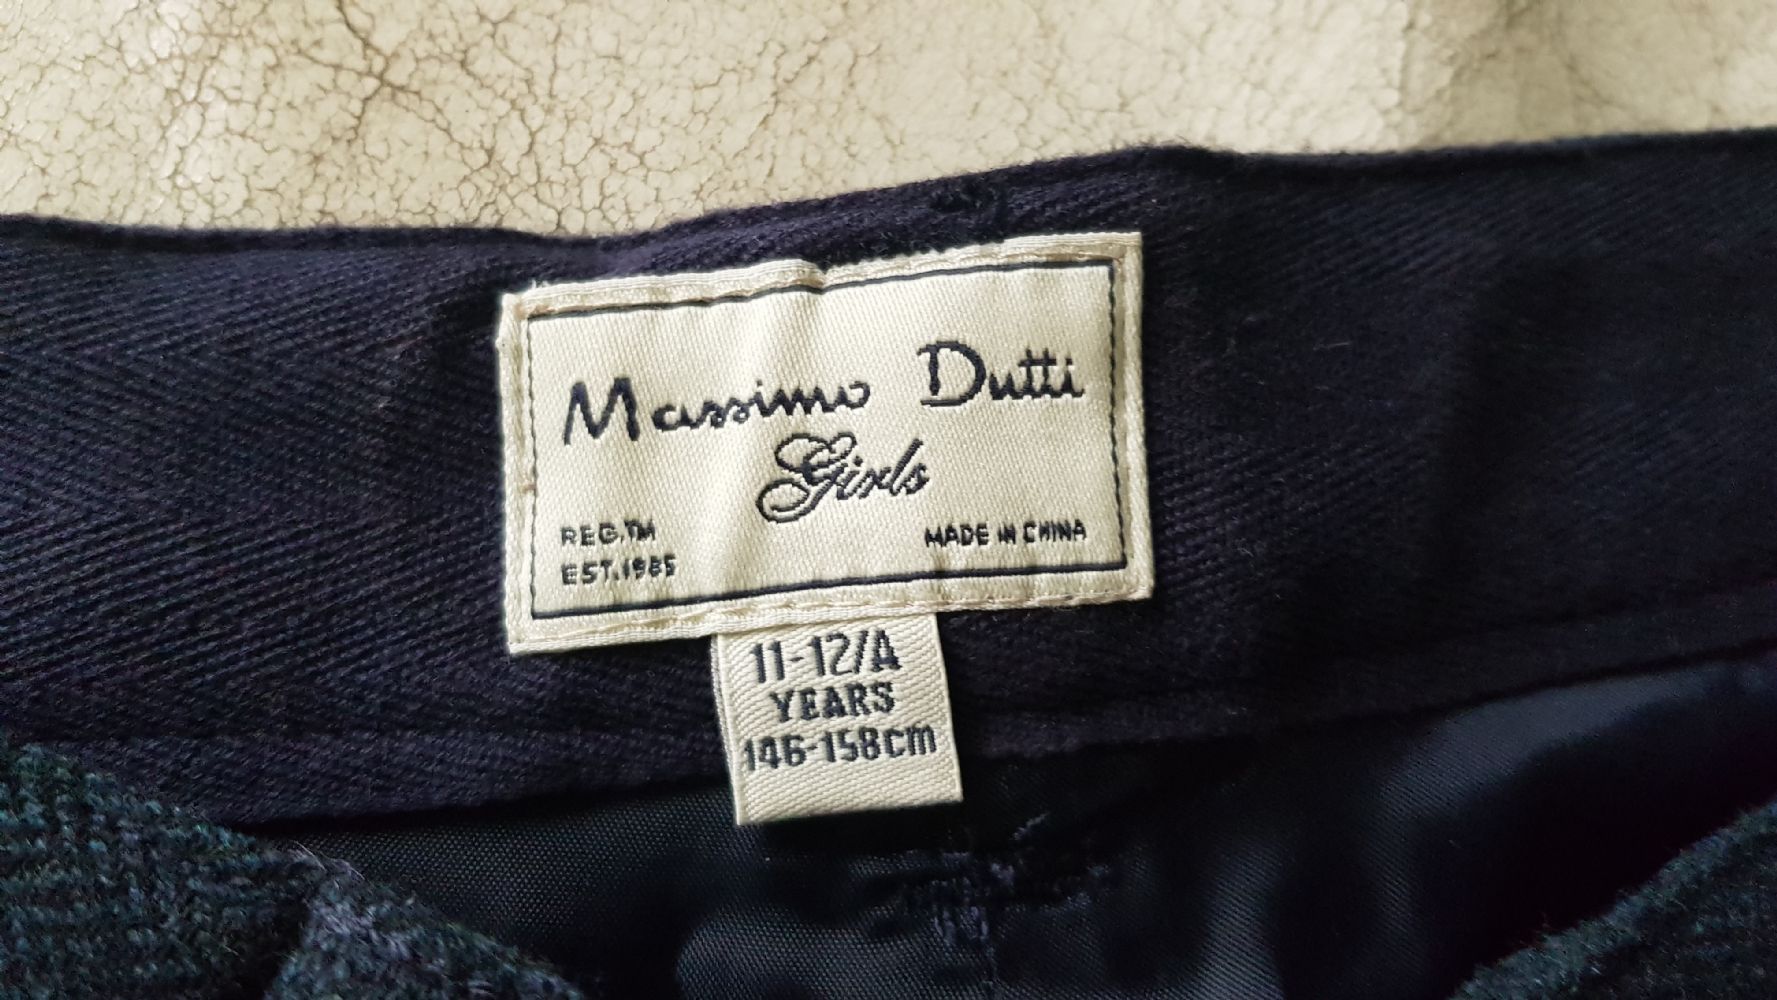 Massimo Dutti
Girls
REG.TM
EST.1985
MADE IN CHINA
11-12/A
YEARS
146-158cm